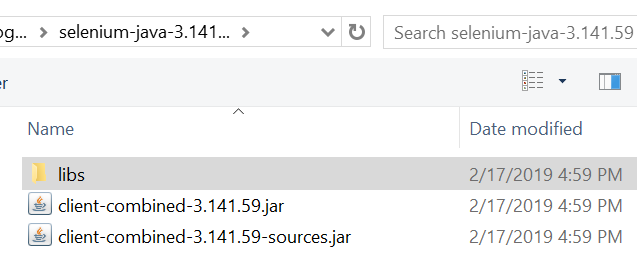 og... > selenium-java-3.141... >
Search selenium-java-3.141.59
er
Name Date modified
libs 2/17/2019 4:59 PM
client-combined-3.141.59.jar 2/17/2019 4:59 PM
client-combined-3.141.59-sources.jar 2/17/2019 4:59 PM